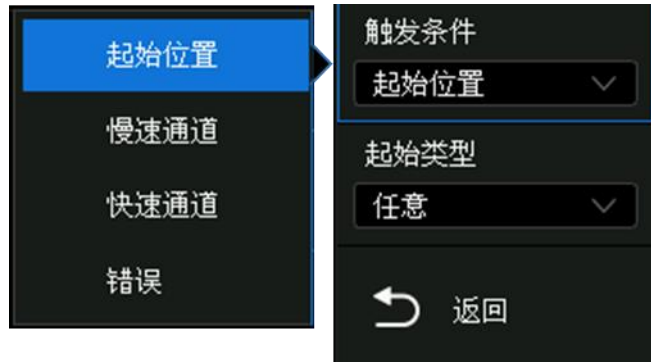 起始位置
慢速通道
快速通道
错误
触发条件
起始位置
起始类型
任意
返回